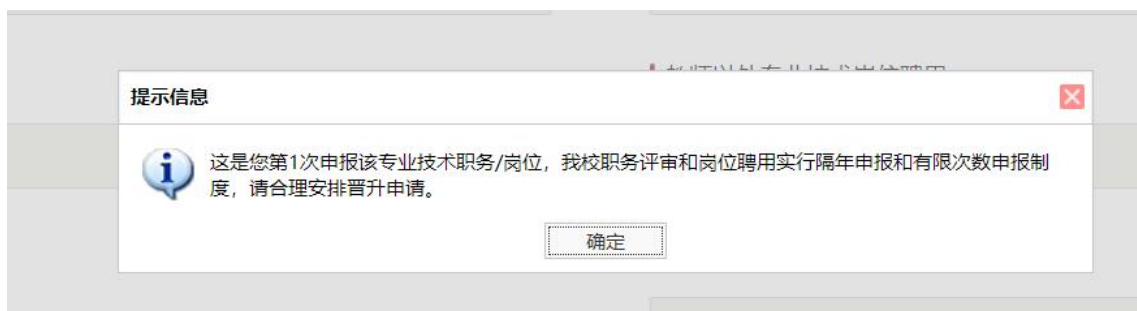 提示信息
这是您第1次申报该专业技术职务/岗位，我校职务评审和岗位聘用实行隔年申报和有限次数申报制
度，请合理安排晋升申请。
确定